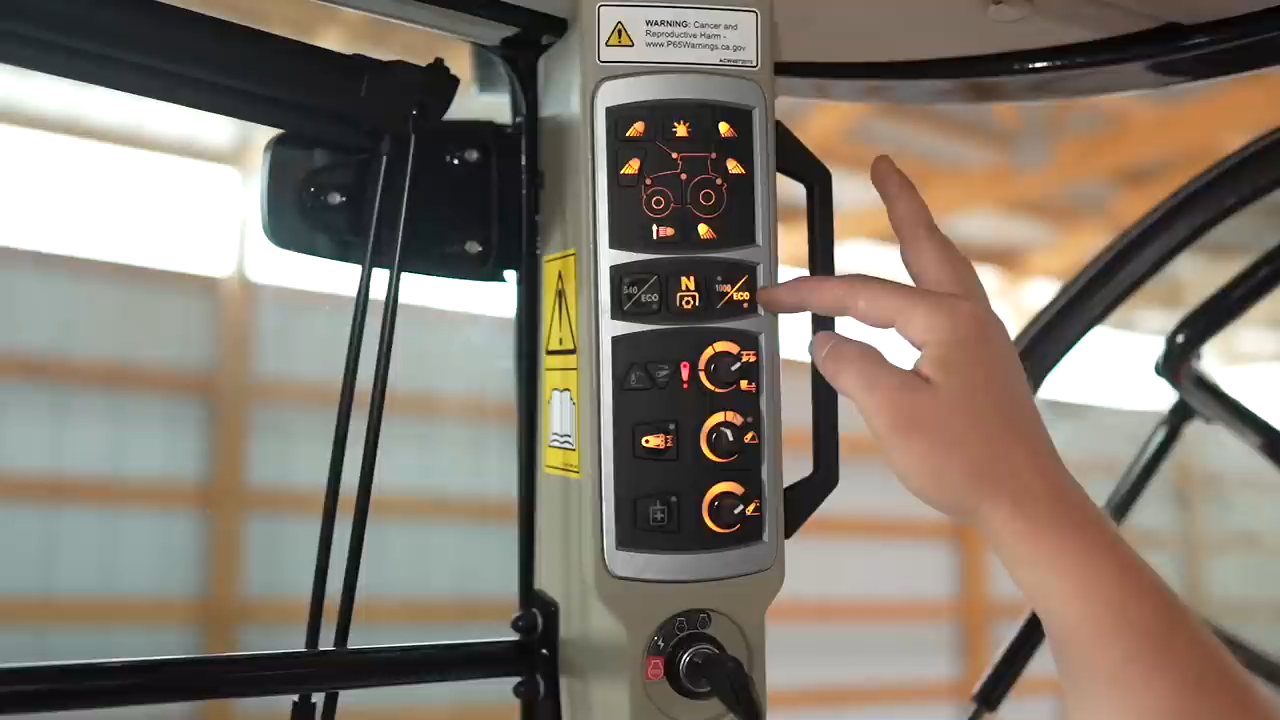 WARNING: Cancer and
Reproductive Harm -
www.P65Warnings.ca.gov
540
ECO
N
1000
ECO